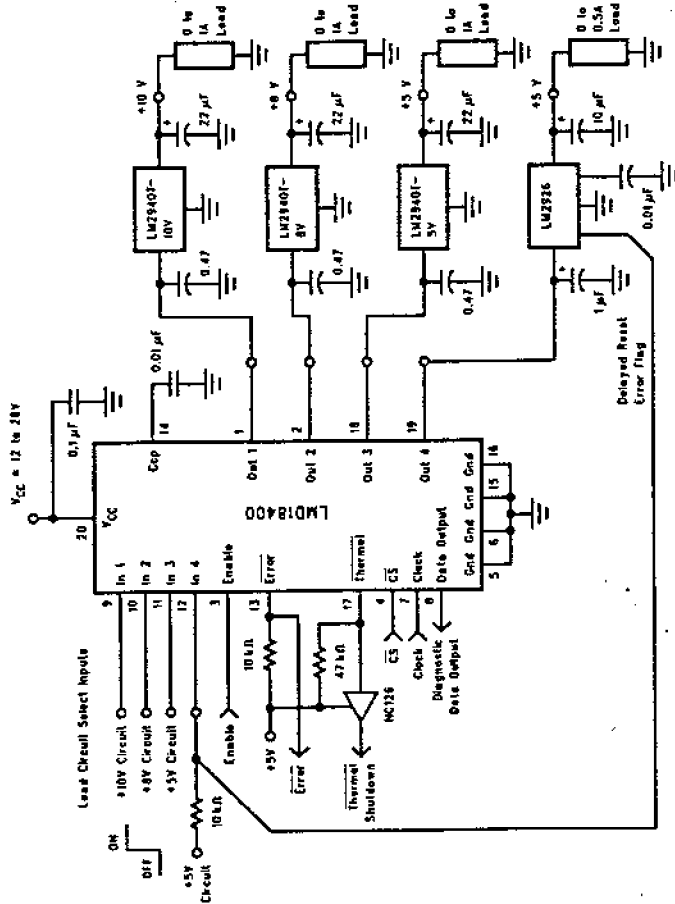 V_CC = 12 to 28V
Load Circuit Select Inputs
ON
OFF
+10V Circuit
+8V Circuit
+5V Circuit
+5V
Circuit
10 kΩ
Enable
+5V
10 kΩ
Error
47 kΩ
HC126
Thermal
Shutdown
CS
Clock
Diagnostic
Data Output
9
10
11
12
3
13
17
4
7
8
In 1
In 2
In 3
In 4
Enable
Error
Thermal
CS
Clock
Data Output
20
V_CC
0.1 μF
LMD18400
Ccp
14
0.01 μF
Out 1
1
Out 2
2
Out 3
18
Out 4
19
Gnd Gnd Gnd Gnd
5
6
15
16
0.47
LM2940T-
10V
22 μF
+
+10 V
0 to
1A
Load
0.47
LM2940T-
8V
22 μF
+
+8 V
0 to
1A
Load
0.47
LM2940T-
5V
22 μF
+
+5 V
0 to
1A
Load
1 μF
+
LM2926
0.01 μF
10 μF
+
+5 V
0 to
0.5A
Load
Delayed Reset
Error Flag